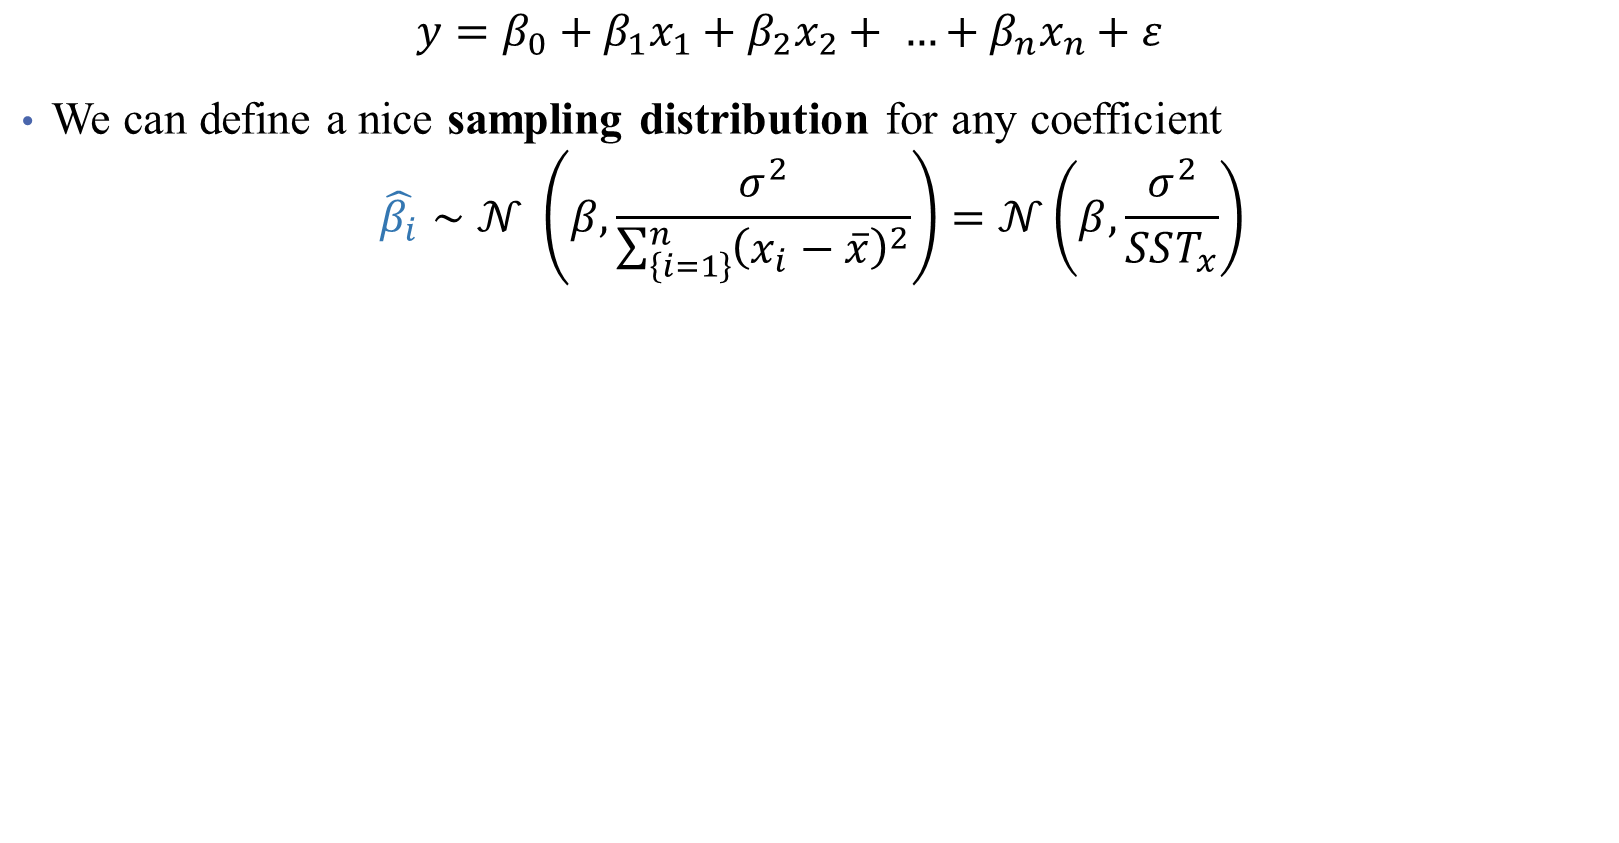 y = β₀ + β₁x₁ + β₂x₂ + … + βₙxₙ + ε
• We can define a nice sampling distribution for any coefficient
β̂ᵢ ~ 𝒩 (β, σ² / ∑ⁿ_{i=1}(xᵢ − x̄)²) = 𝒩 (β, σ² / SSTₓ)